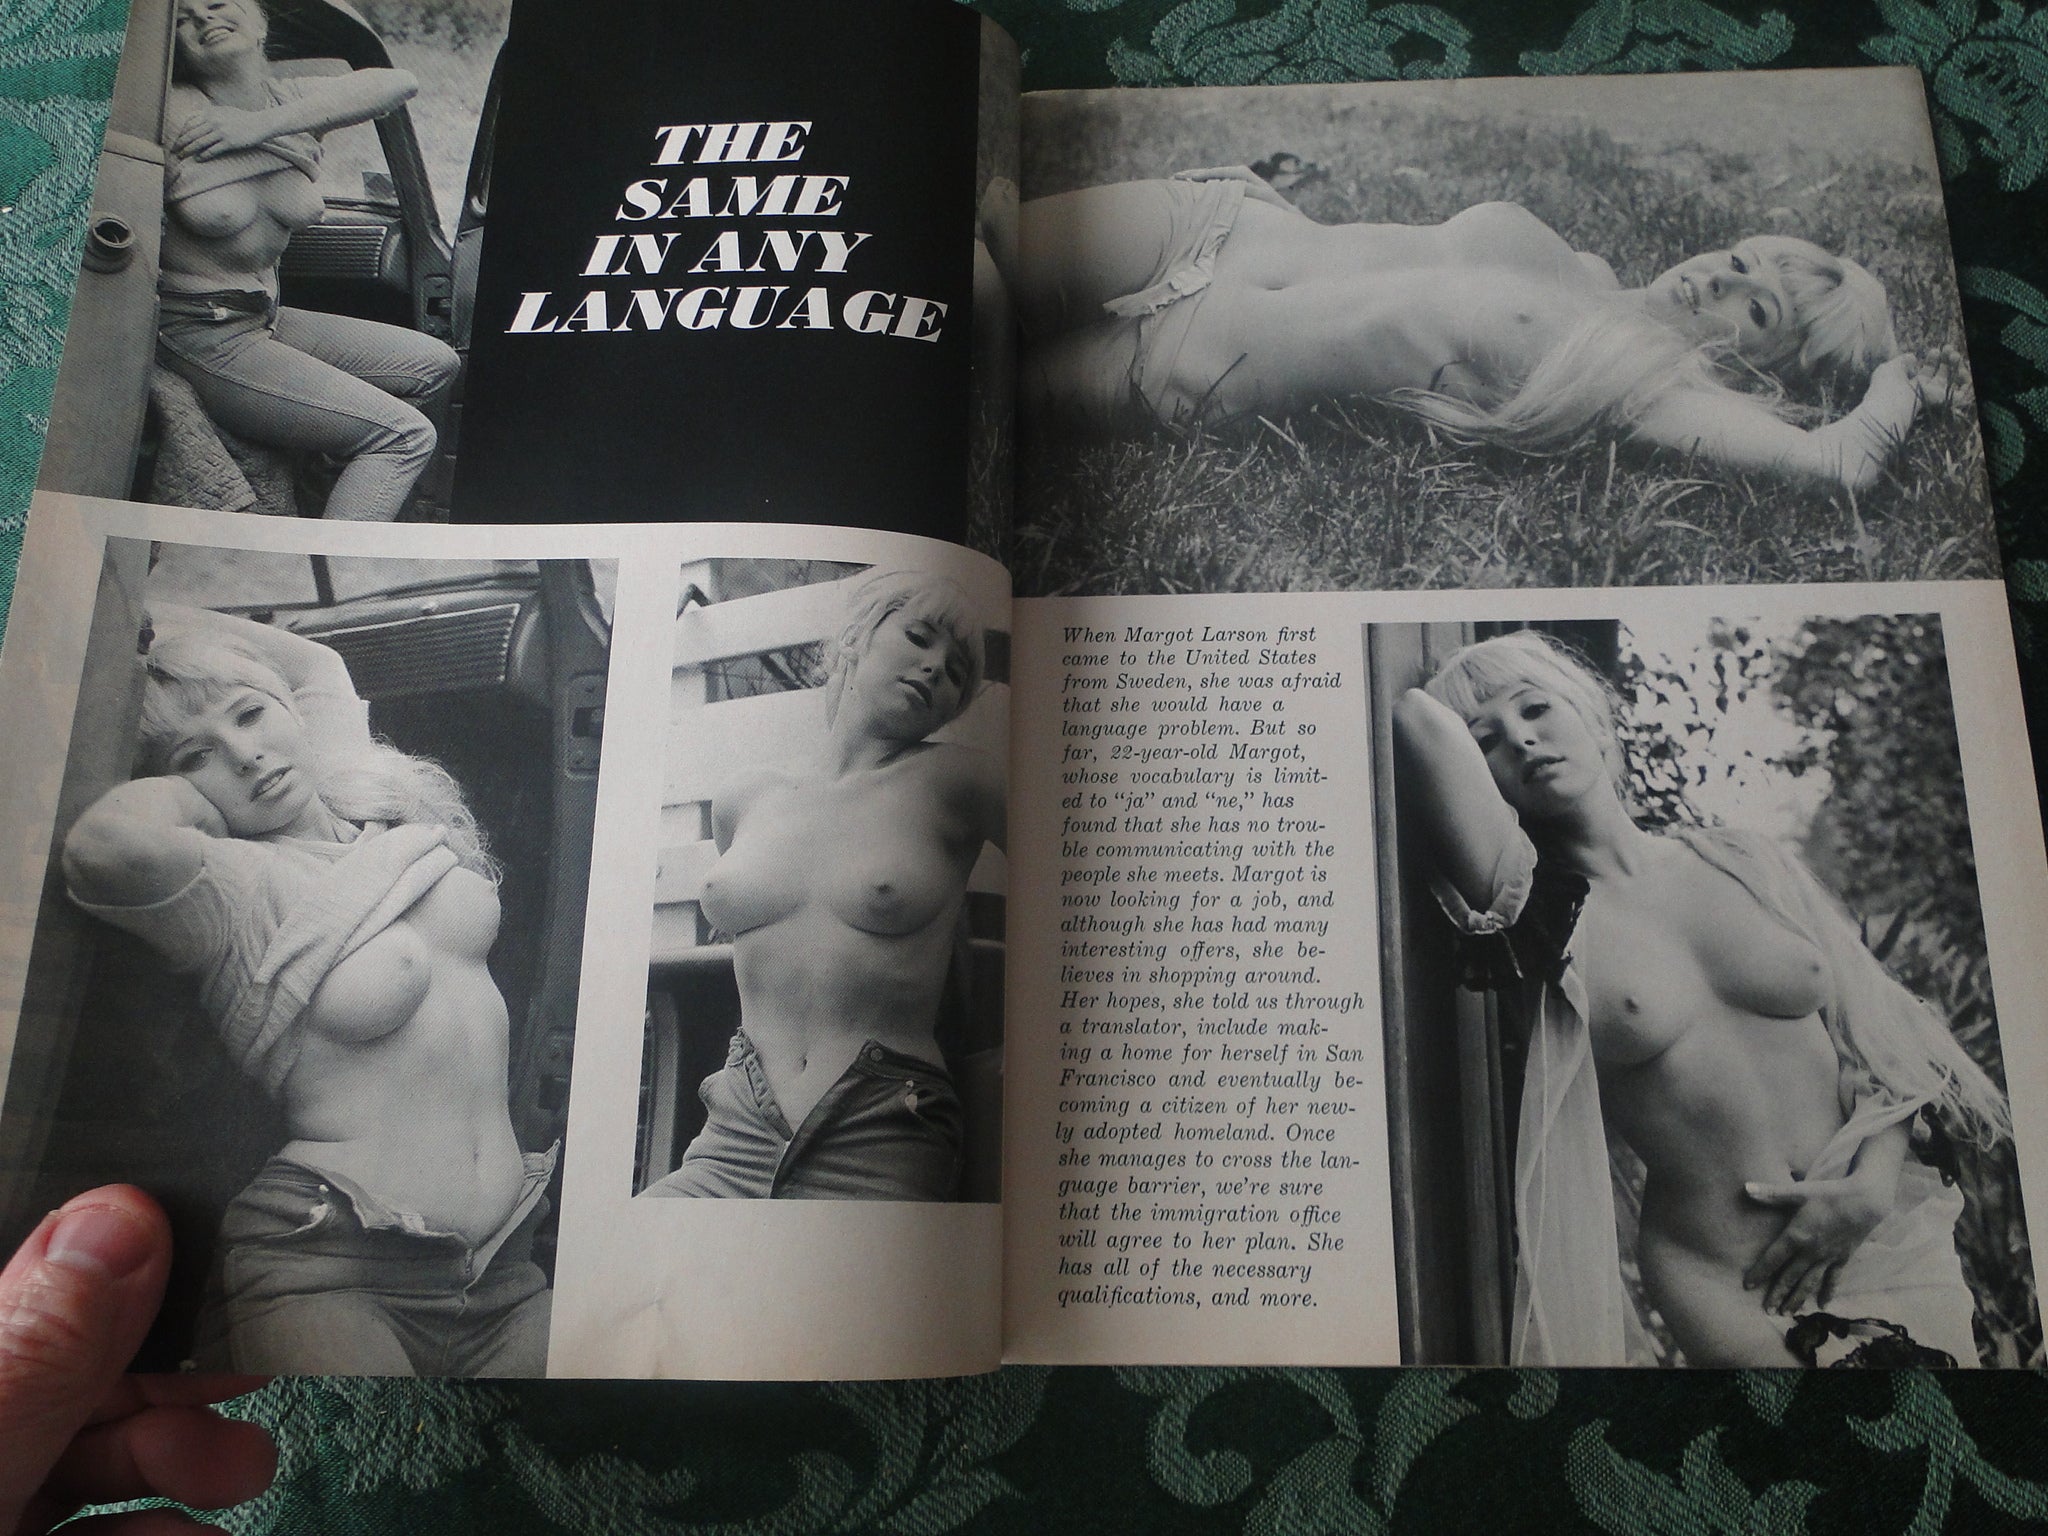 THE
SAME
IN ANY
LANGUAGE
When Margot Larson first
came to the United States
from Sweden, she was afraid
that she would have a
language problem. But so
far, 22-year-old Margot,
whose vocabulary is limit-
ed to “ja” and “ne,” has
found that she has no trou-
ble communicating with the
people she meets. Margot is
now looking for a job, and
although she has had many
interesting offers, she be-
lieves in shopping around.
Her hopes, she told us through
a translator, include mak-
ing a home for herself in San
Francisco and eventually be-
coming a citizen of her new-
ly adopted homeland. Once
she manages to cross the lan-
guage barrier, we’re sure
that the immigration office
will agree to her plan. She
has all of the necessary
qualifications, and more.